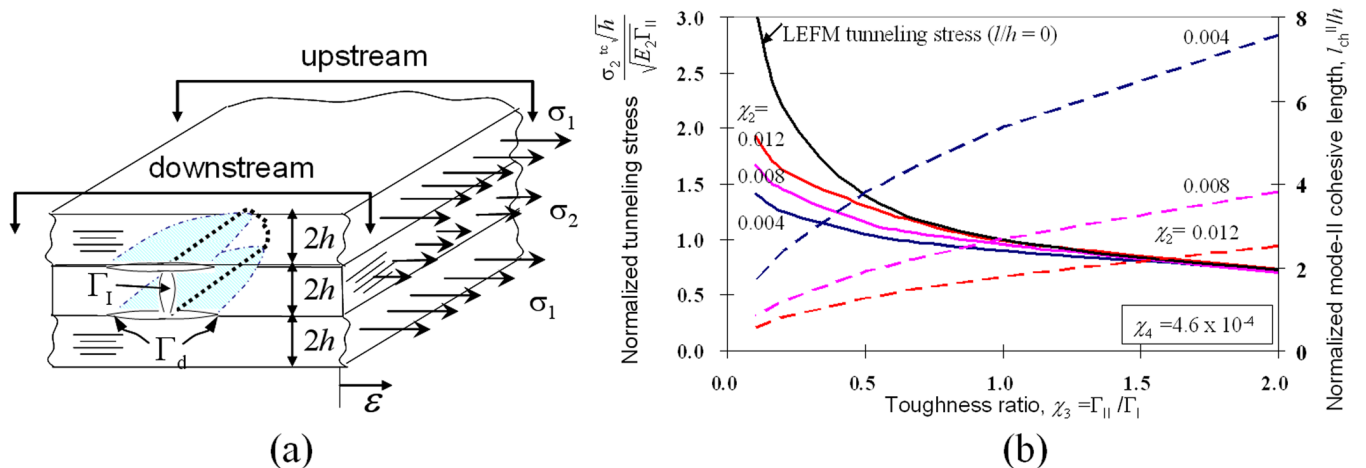 upstream
σ1
downstream
σ2
2h
ΓI
2h
σ1
2h
Γd
ε
(a)
Normalized tunneling stress σ2^tc√h / √E2ΓII
3.0
2.5
2.0
1.5
1.0
0.5
0.0
LEFM tunneling stress (l/h = 0)
χ2=
0.012
0.008
0.004
0.004
0.008
χ2= 0.012
χ4 = 4.6 x 10^-4
0.0 0.5 1.0 1.5 2.0
Toughness ratio, χ3 =ΓII /ΓI
8
6
4
2
0
Normalized mode-II cohesive length, lch^II/h
(b)